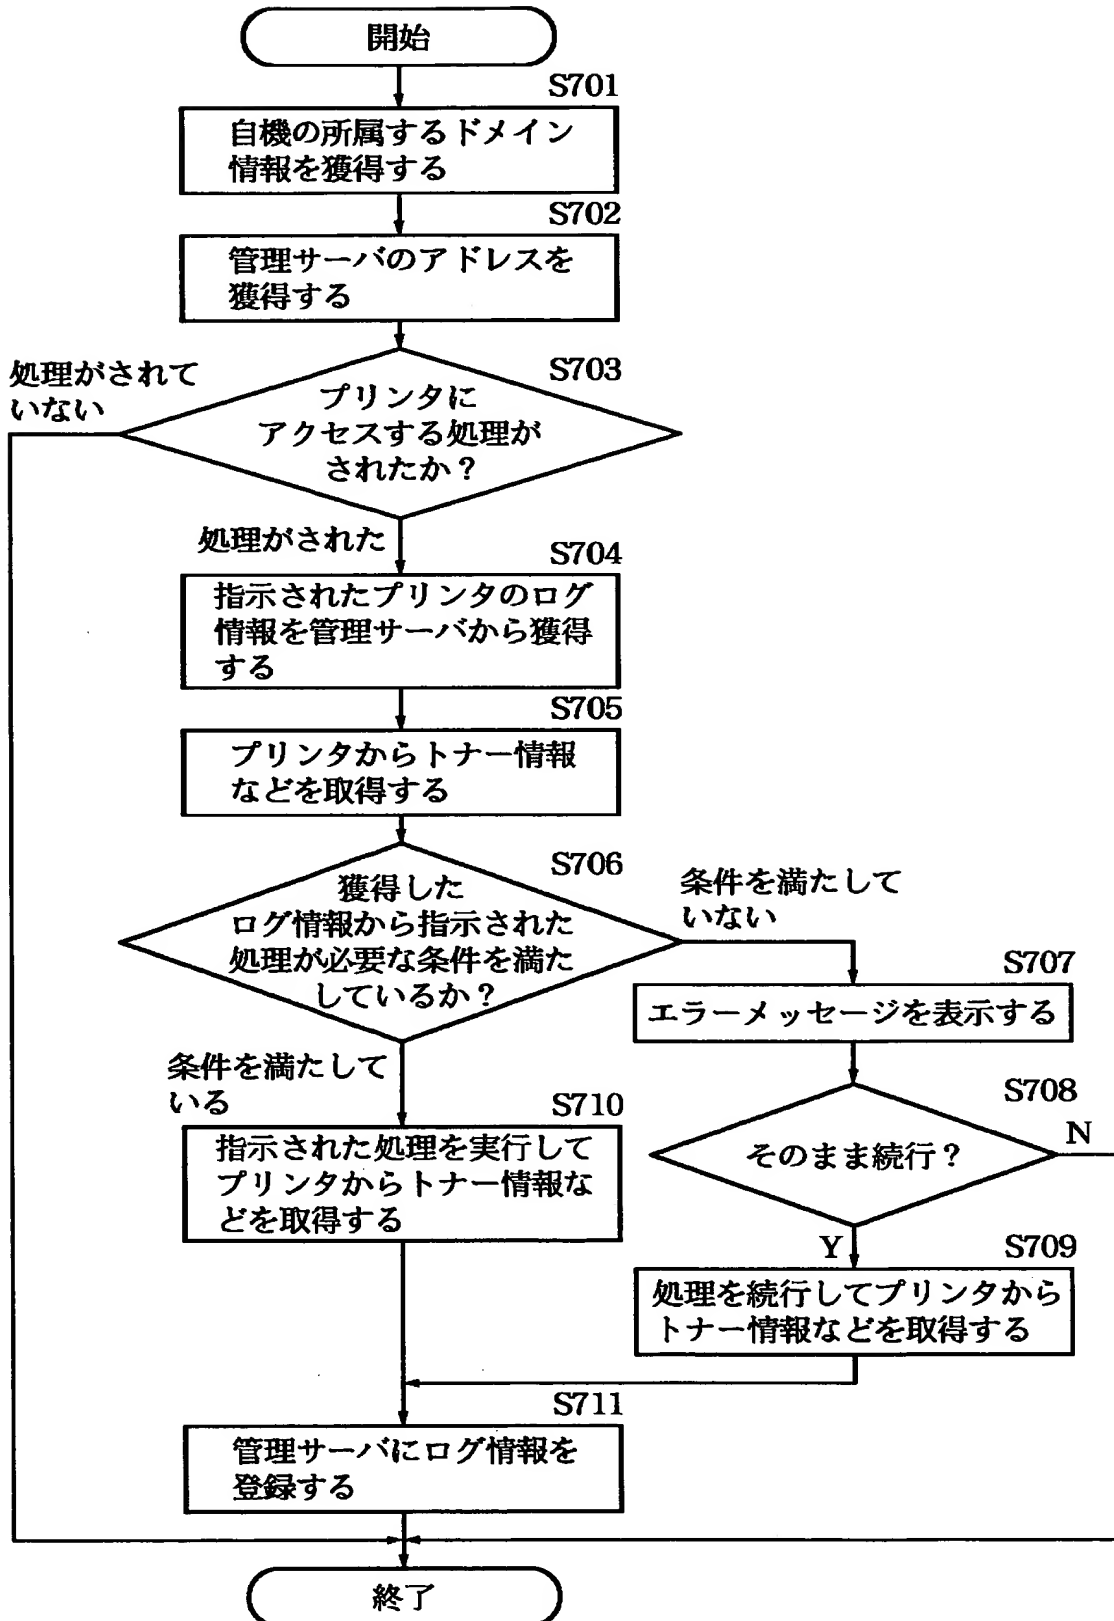 開始
S701
自機の所属するドメイン
情報を獲得する
S702
管理サーバのアドレスを
獲得する
S703
処理がされて
いない
プリンタに
アクセスする処理が
されたか？
処理がされた
S704
指示されたプリンタのログ
情報を管理サーバから獲得
する
S705
プリンタからトナー情報
などを取得する
S706
獲得した
ログ情報から指示された
処理が必要な条件を満た
しているか？
条件を満たして
いない
S707
エラーメッセージを表示する
条件を満たして
いる
S708
そのまま続行？
N
Y
S710
指示された処理を実行して
プリンタからトナー情報な
どを取得する
S709
処理を続行してプリンタから
トナー情報などを取得する
S711
管理サーバにログ情報を
登録する
終了